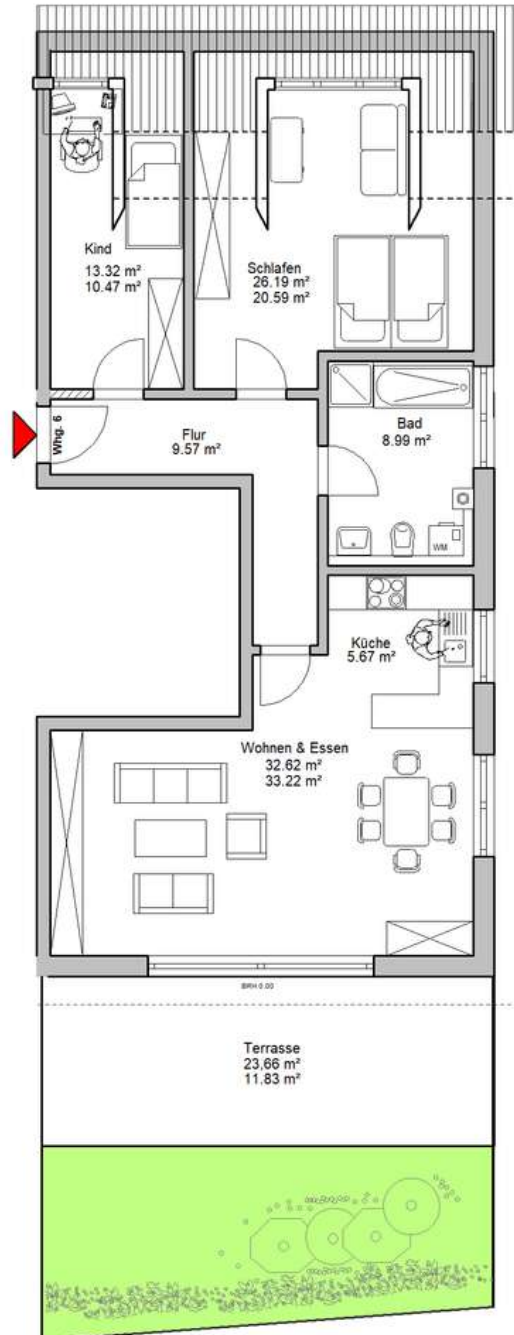 Kind
13.32 m²
10.47 m²
Schlafen
26.19 m²
20.59 m²
Whg. 6
Flur
9.57 m²
Bad
8.99 m²
WM
Küche
5.67 m²
Wohnen & Essen
32.62 m²
33.22 m²
BRH 0.00
Terrasse
23,66 m²
11.83 m²